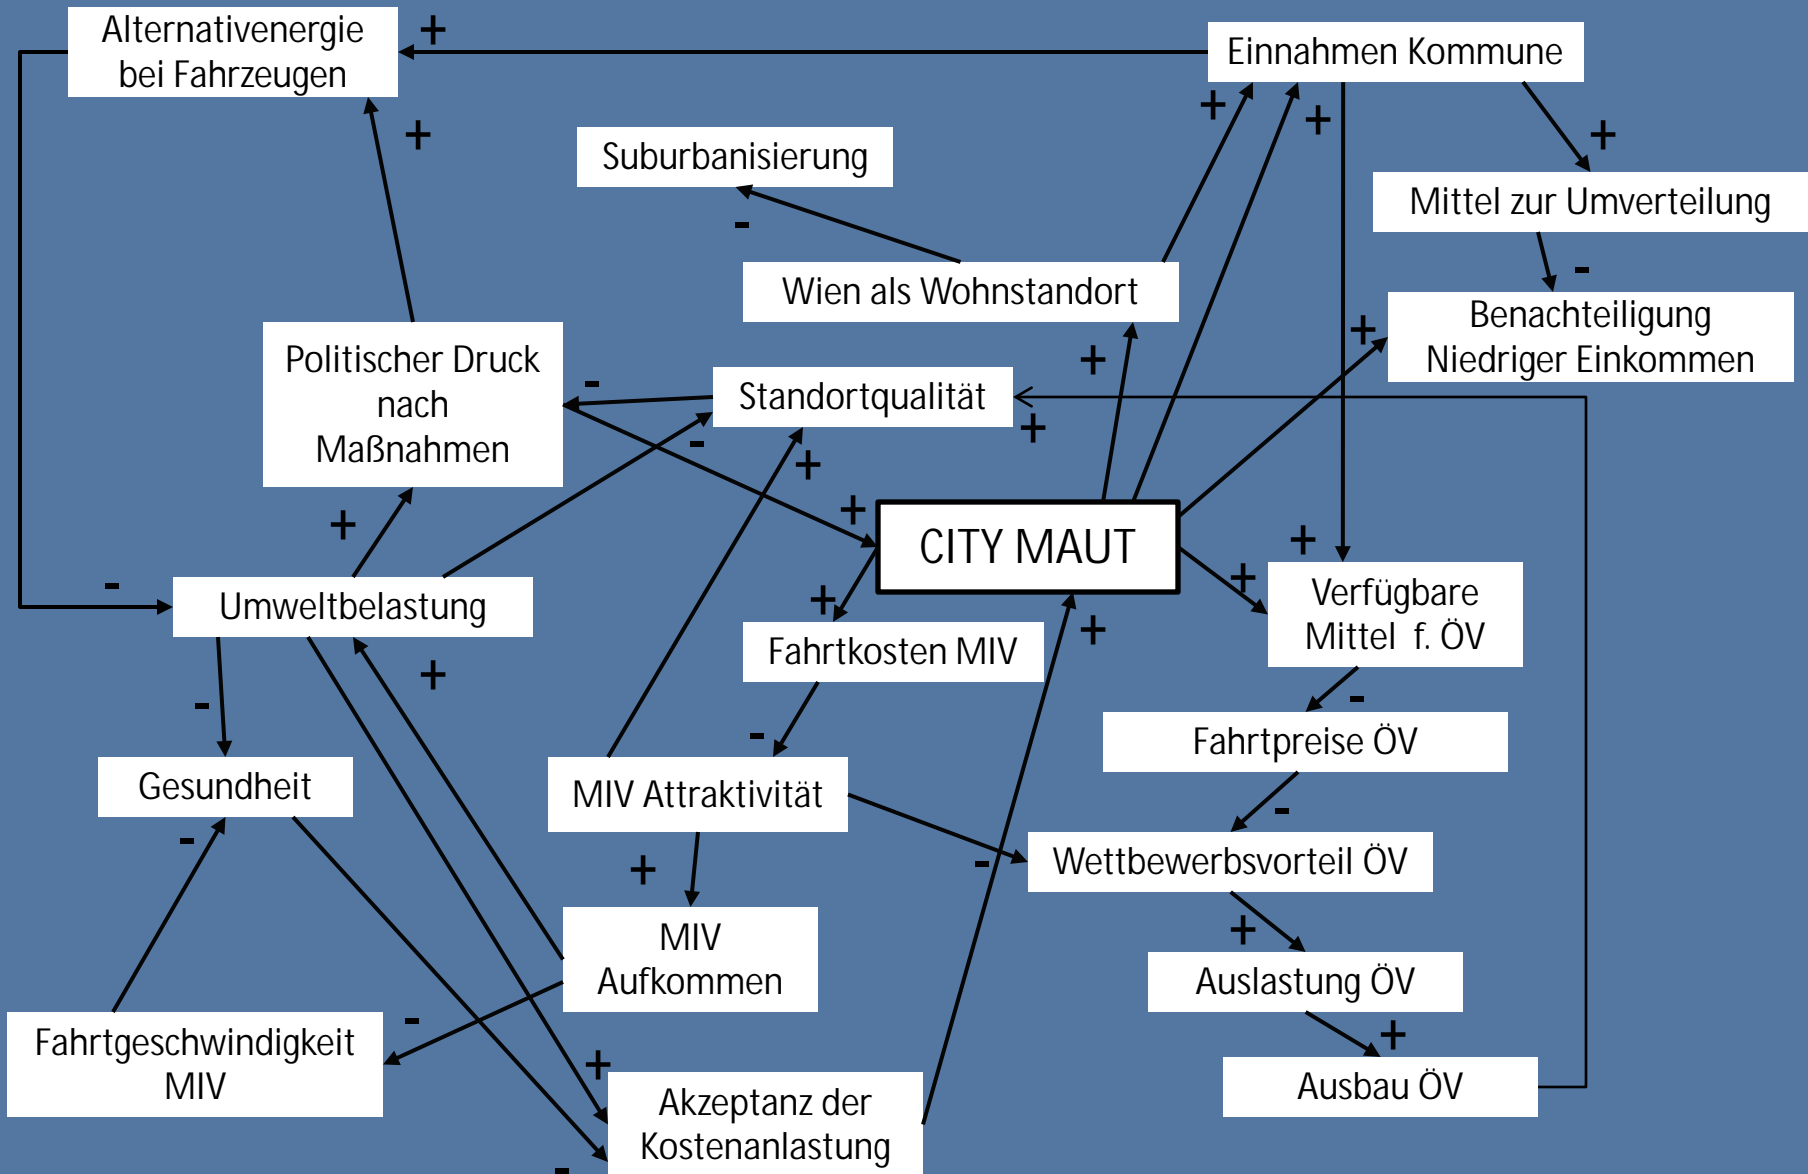 Alternativenergie
bei Fahrzeugen
+
Einnahmen Kommune
+
+
+
+
Suburbanisierung
-
Mittel zur Umverteilung
-
Wien als Wohnstandort
Benachteiligung
Niedriger Einkommen
+
+
Politischer Druck
nach
Maßnahmen
-
Standortqualität
+
-
+
+
+
CITY MAUT
+
-
Umweltbelastung
+
+
+
Verfügbare
Mittel f. ÖV
+
Fahrtkosten MIV
+
-
-
-
Fahrtpreise ÖV
Gesundheit
MIV Attraktivität
-
-
+
-
Wettbewerbsvorteil ÖV
+
MIV
Aufkommen
Auslastung ÖV
-
+
Fahrtgeschwindigkeit
MIV
+
Ausbau ÖV
Akzeptanz der
Kostenanlastung
-